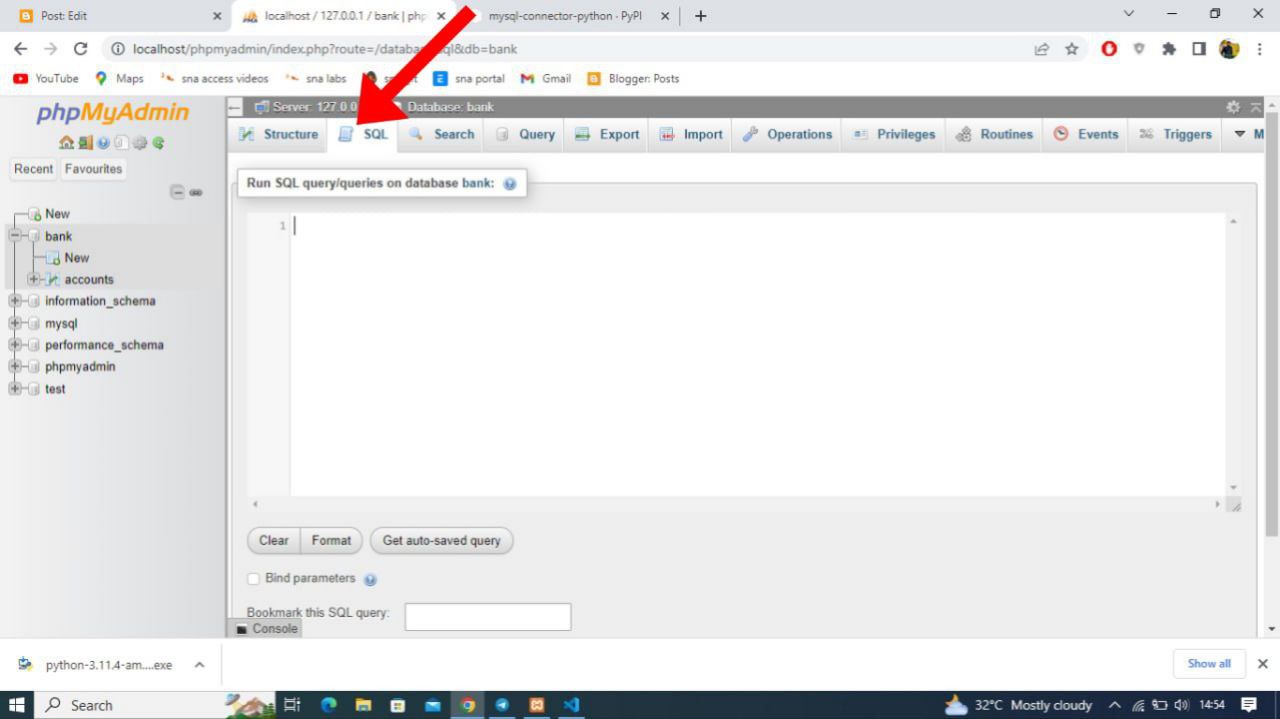 Post: Edit
localhost / 127.0.0.1 / bank | php
mysql-connector-python · PyPI
localhost/phpmyadmin/index.php?route=/databa ql&db=bank
YouTube
Maps
sna access videos
sna labs
sna portal
Gmail
Blogger: Posts
phpMyAdmin
Server: 127.0.0
Database: bank
Structure
SQL
Search
Query
Export
Import
Operations
Privileges
Routines
Events
Triggers
M
Recent
Favourites
New
bank
New
accounts
information_schema
mysql
performance_schema
phpmyadmin
test
Run SQL query/queries on database bank:
1
Clear
Format
Get auto-saved query
Bind parameters
Bookmark this SQL query:
Console
python-3.11.4-am....exe
Show all
Search
32°C Mostly cloudy
14:54